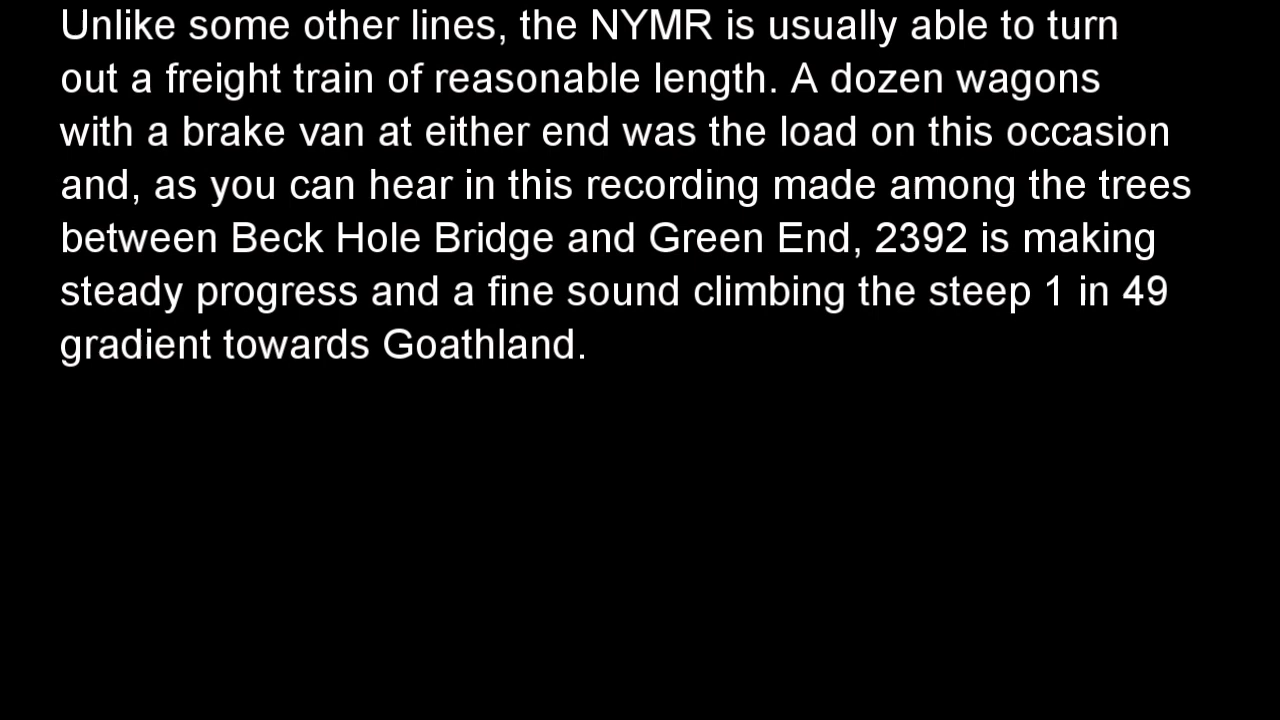 Unlike some other lines, the NYMR is usually able to turn
out a freight train of reasonable length. A dozen wagons
with a brake van at either end was the load on this occasion
and, as you can hear in this recording made among the trees
between Beck Hole Bridge and Green End, 2392 is making
steady progress and a fine sound climbing the steep 1 in 49
gradient towards Goathland.